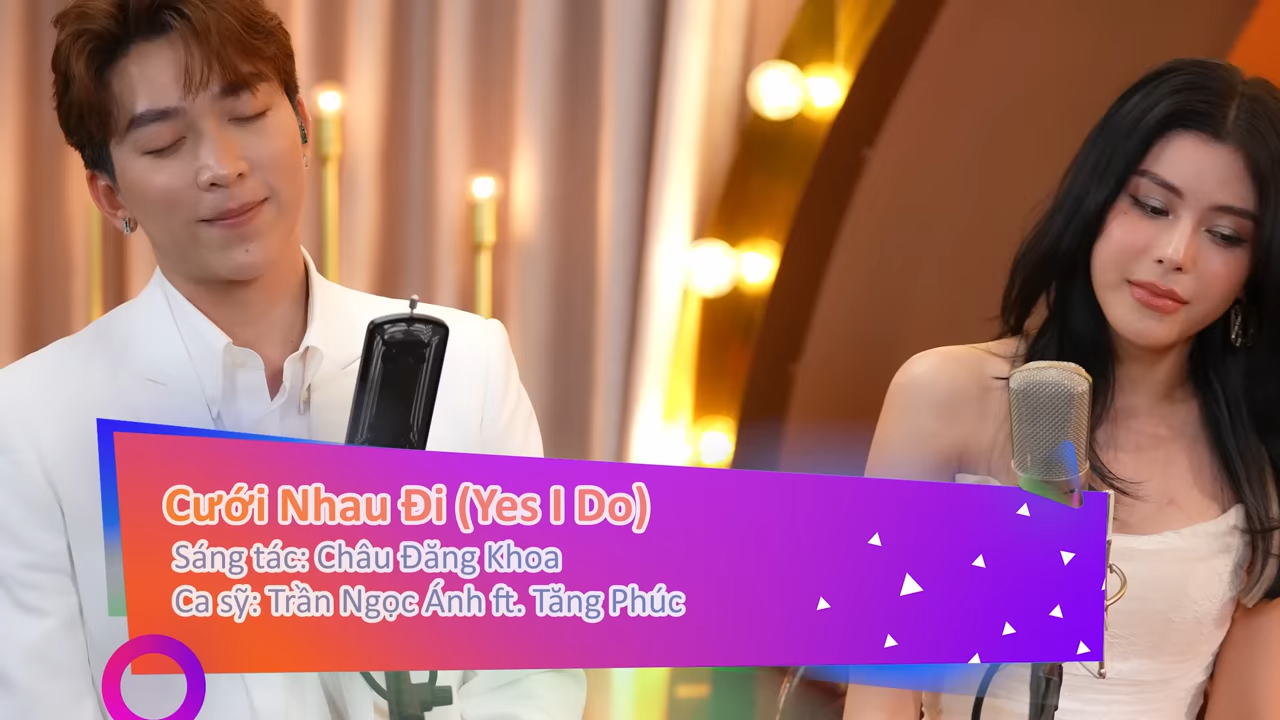 Cưới Nhau Đi (Yes I Do)
Sáng tác: Châu Đăng Khoa
Ca sỹ: Trần Ngọc Ánh ft. Tăng Phúc